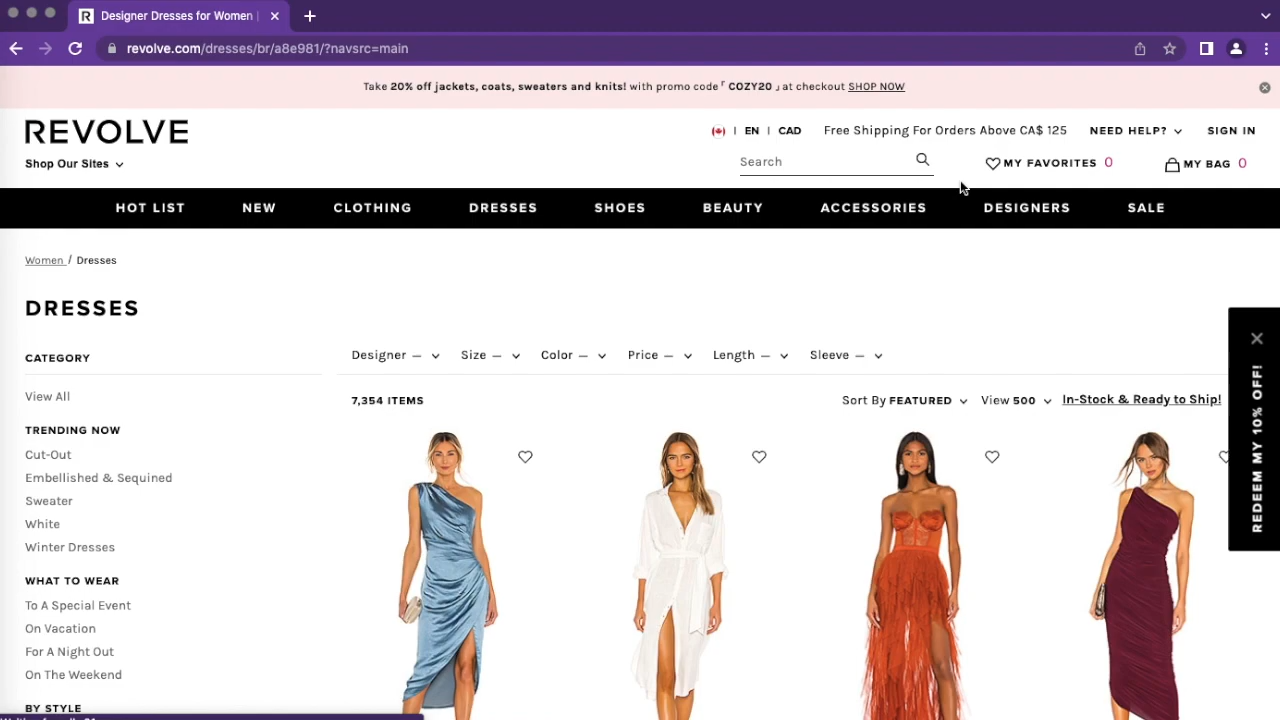 Designer Dresses for Women |
revolve.com/dresses/br/a8e981/?navsrc=main
Take 20% off jackets, coats, sweaters and knits! with promo code「 COZY20 」at checkout SHOP NOW
REVOLVE
Shop Our Sites
| EN | CAD
Free Shipping For Orders Above CA$ 125
NEED HELP?
SIGN IN
Search
MY FAVORITES 0
MY BAG 0
HOT LIST NEW CLOTHING DRESSES SHOES BEAUTY ACCESSORIES DESIGNERS SALE
Women / Dresses
DRESSES
CATEGORY
View All
TRENDING NOW
Cut-Out
Embellished & Sequined
Sweater
White
Winter Dresses
WHAT TO WEAR
To A Special Event
On Vacation
For A Night Out
On The Weekend
BY STYLE
Designer — Size — Color — Price — Length — Sleeve —
7,354 ITEMS
Sort By FEATURED View 500 In-Stock & Ready to Ship!
REDEEM MY 10% OFF!